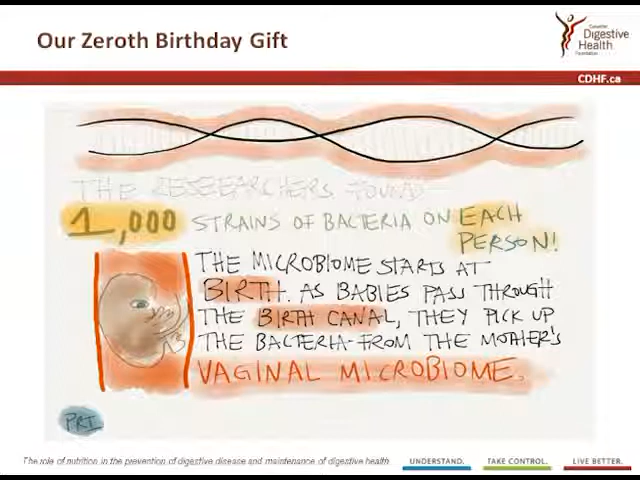 Our Zeroth Birthday Gift
Canadian
Digestive
Health
Foundation
CDHF.ca
THE RESEARCHERS FOUND
1,000 STRAINS OF BACTERIA ON EACH
PERSON!
THE MICROBIOME STARTS AT
BIRTH. AS BABIES PASS THROUGH
THE BIRTH CANAL, THEY PICK UP
THE BACTERIA FROM THE MOTHER'S
VAGINAL MICROBIOME.
PRI
The role of nutrition in the prevention of digestive disease and maintenance of digestive health
UNDERSTAND. TAKE CONTROL. LIVE BETTER.